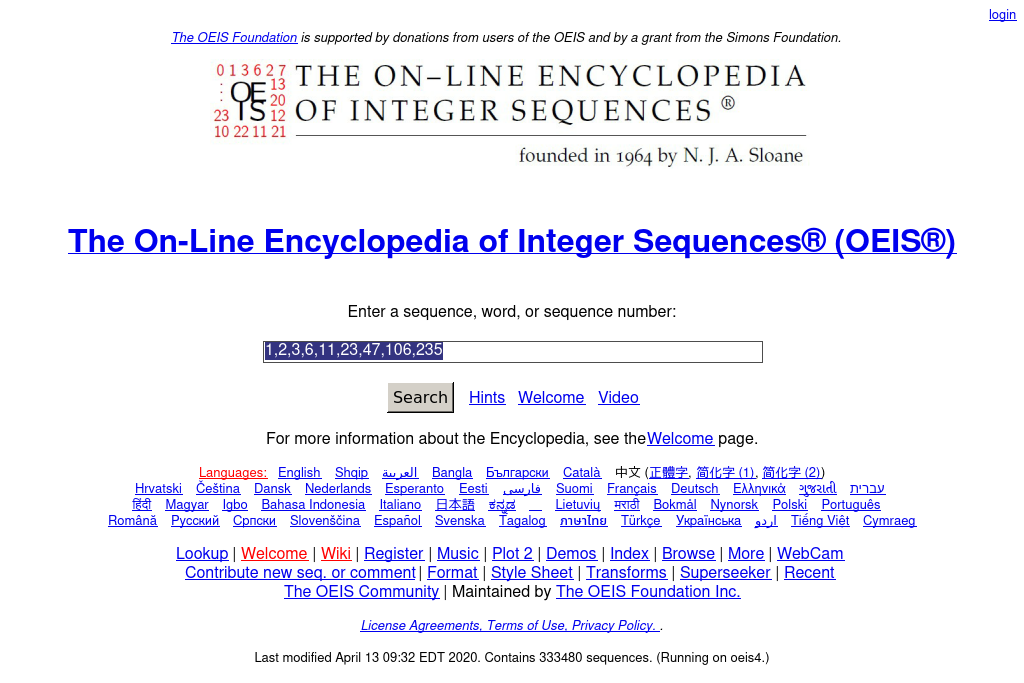 login
The OEIS Foundation is supported by donations from users of the OEIS and by a grant from the Simons Foundation.
0 1 3 6 2 7
: 13
: OE 20
23 IS 12
10 22 11 21
THE ON–LINE ENCYCLOPEDIA
OF INTEGER SEQUENCES ®
founded in 1964 by N. J. A. Sloane
The On-Line Encyclopedia of Integer Sequences® (OEIS®)
Enter a sequence, word, or sequence number:
1,2,3,6,11,23,47,106,235
Search Hints Welcome Video
For more information about the Encyclopedia, see the Welcome page.
Languages: English Shqip العربية Bangla Български Català 中文 (正體字, 简化字 (1), 简化字 (2))
Hrvatski Čeština Dansk Nederlands Esperanto Eesti فارسی Suomi Français Deutsch Ελληνικά ગુજરાતી עברית
हिंदी Magyar Igbo Bahasa Indonesia Italiano 日本語 ಕನ್ನಡ Lietuvių मराठी Bokmål Nynorsk Polski Português
Română Русский Српски Slovenščina Español Svenska Tagalog ภาษาไทย Türkçe Українська اردو Tiếng Việt Cymraeg
Lookup | Welcome | Wiki | Register | Music | Plot 2 | Demos | Index | Browse | More | WebCam
Contribute new seq. or comment | Format | Style Sheet | Transforms | Superseeker | Recent
The OEIS Community | Maintained by The OEIS Foundation Inc.
License Agreements, Terms of Use, Privacy Policy. .
Last modified April 13 09:32 EDT 2020. Contains 333480 sequences. (Running on oeis4.)